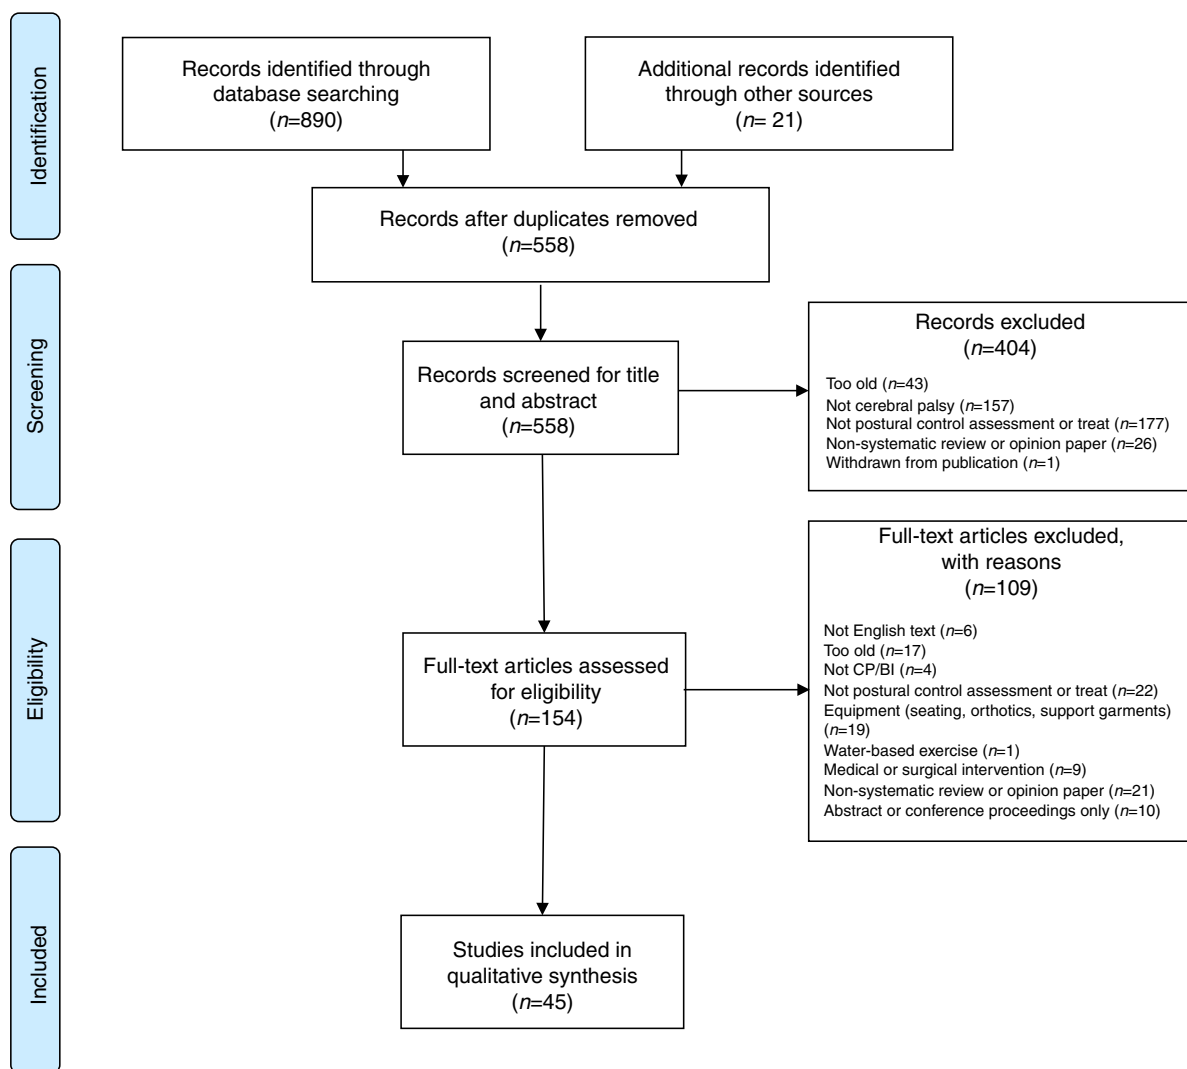 Identification
Records identified through
database searching
(n=890)
Additional records identified
through other sources
(n= 21)
Records after duplicates removed
(n=558)
Screening
Records screened for title
and abstract
(n=558)
Records excluded
(n=404)
Too old (n=43)
Not cerebral palsy (n=157)
Not postural control assessment or treat (n=177)
Non-systematic review or opinion paper (n=26)
Withdrawn from publication (n=1)
Eligibility
Full-text articles assessed
for eligibility
(n=154)
Full-text articles excluded,
with reasons
(n=109)
Not English text (n=6)
Too old (n=17)
Not CP/BI (n=4)
Not postural control assessment or treat (n=22)
Equipment (seating, orthotics, support garments)
(n=19)
Water-based exercise (n=1)
Medical or surgical intervention (n=9)
Non-systematic review or opinion paper (n=21)
Abstract or conference proceedings only (n=10)
Included
Studies included in
qualitative synthesis
(n=45)